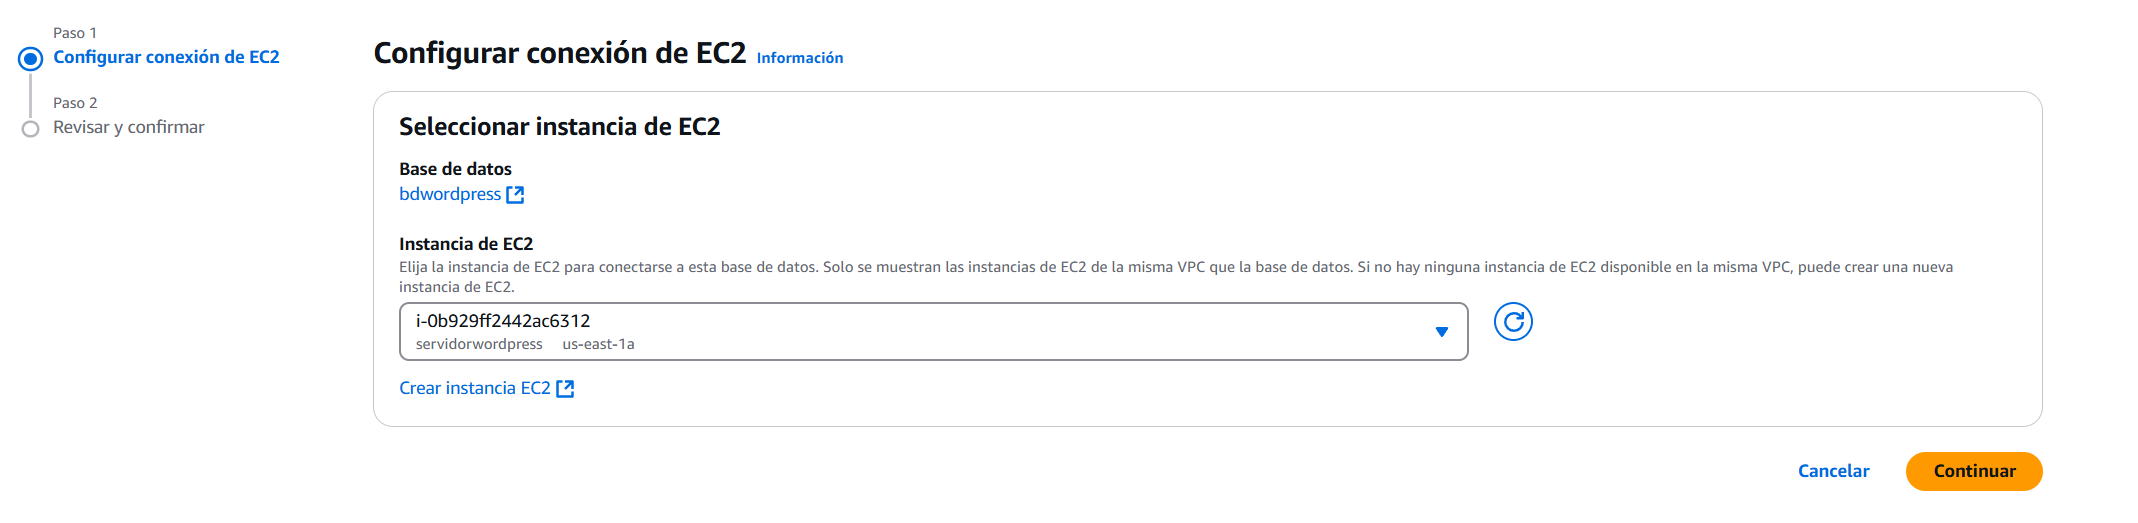 Paso 1
Configurar conexión de EC2
Paso 2
Revisar y confirmar
Configurar conexión de EC2 Información
Seleccionar instancia de EC2
Base de datos
bdwordpress
Instancia de EC2
Elija la instancia de EC2 para conectarse a esta base de datos. Solo se muestran las instancias de EC2 de la misma VPC que la base de datos. Si no hay ninguna instancia de EC2 disponible en la misma VPC, puede crear una nueva
instancia de EC2.
i-0b929ff2442ac6312
servidorwordpress us-east-1a
Crear instancia EC2
Cancelar Continuar